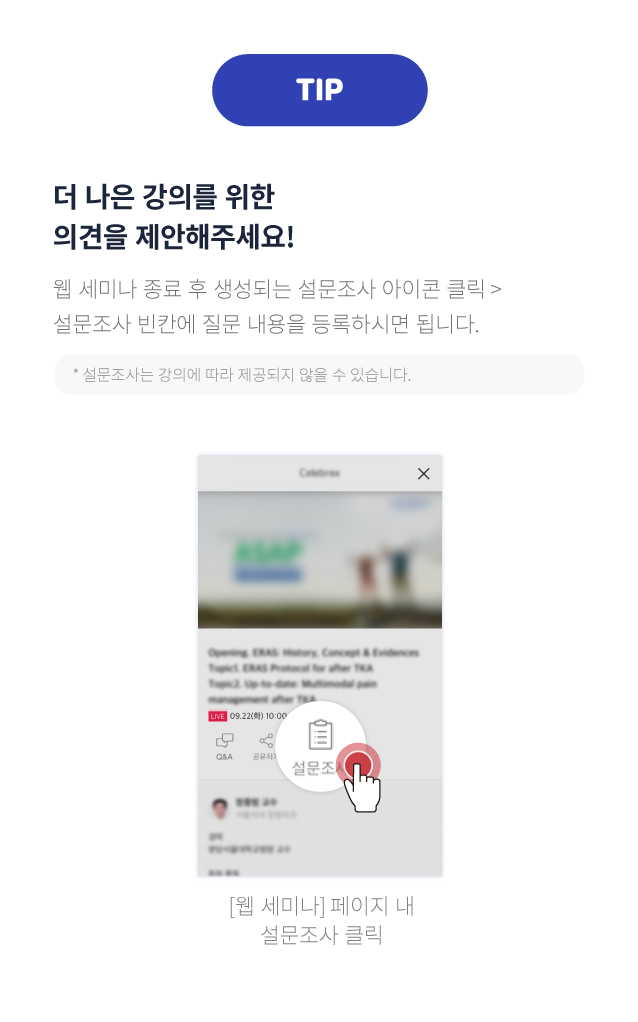 TIP
더 나은 강의를 위한
의견을 제안해주세요!
웹 세미나 종료 후 생성되는 설문조사 아이콘 클릭 >
설문조사 빈칸에 질문 내용을 등록하시면 됩니다.
* 설문조사는 강의에 따라 제공되지 않을 수 있습니다.
Celebrex
ASAP
Opening. ERAS: History, Concept & Evidences
Topic1. ERAS Protocol for after TKA
Topic2. Up-to-date: Multimodal pain
management after TKA
LIVE 09.22(화) 10:00
Q&A
설문조사
[웹 세미나] 페이지 내
설문조사 클릭